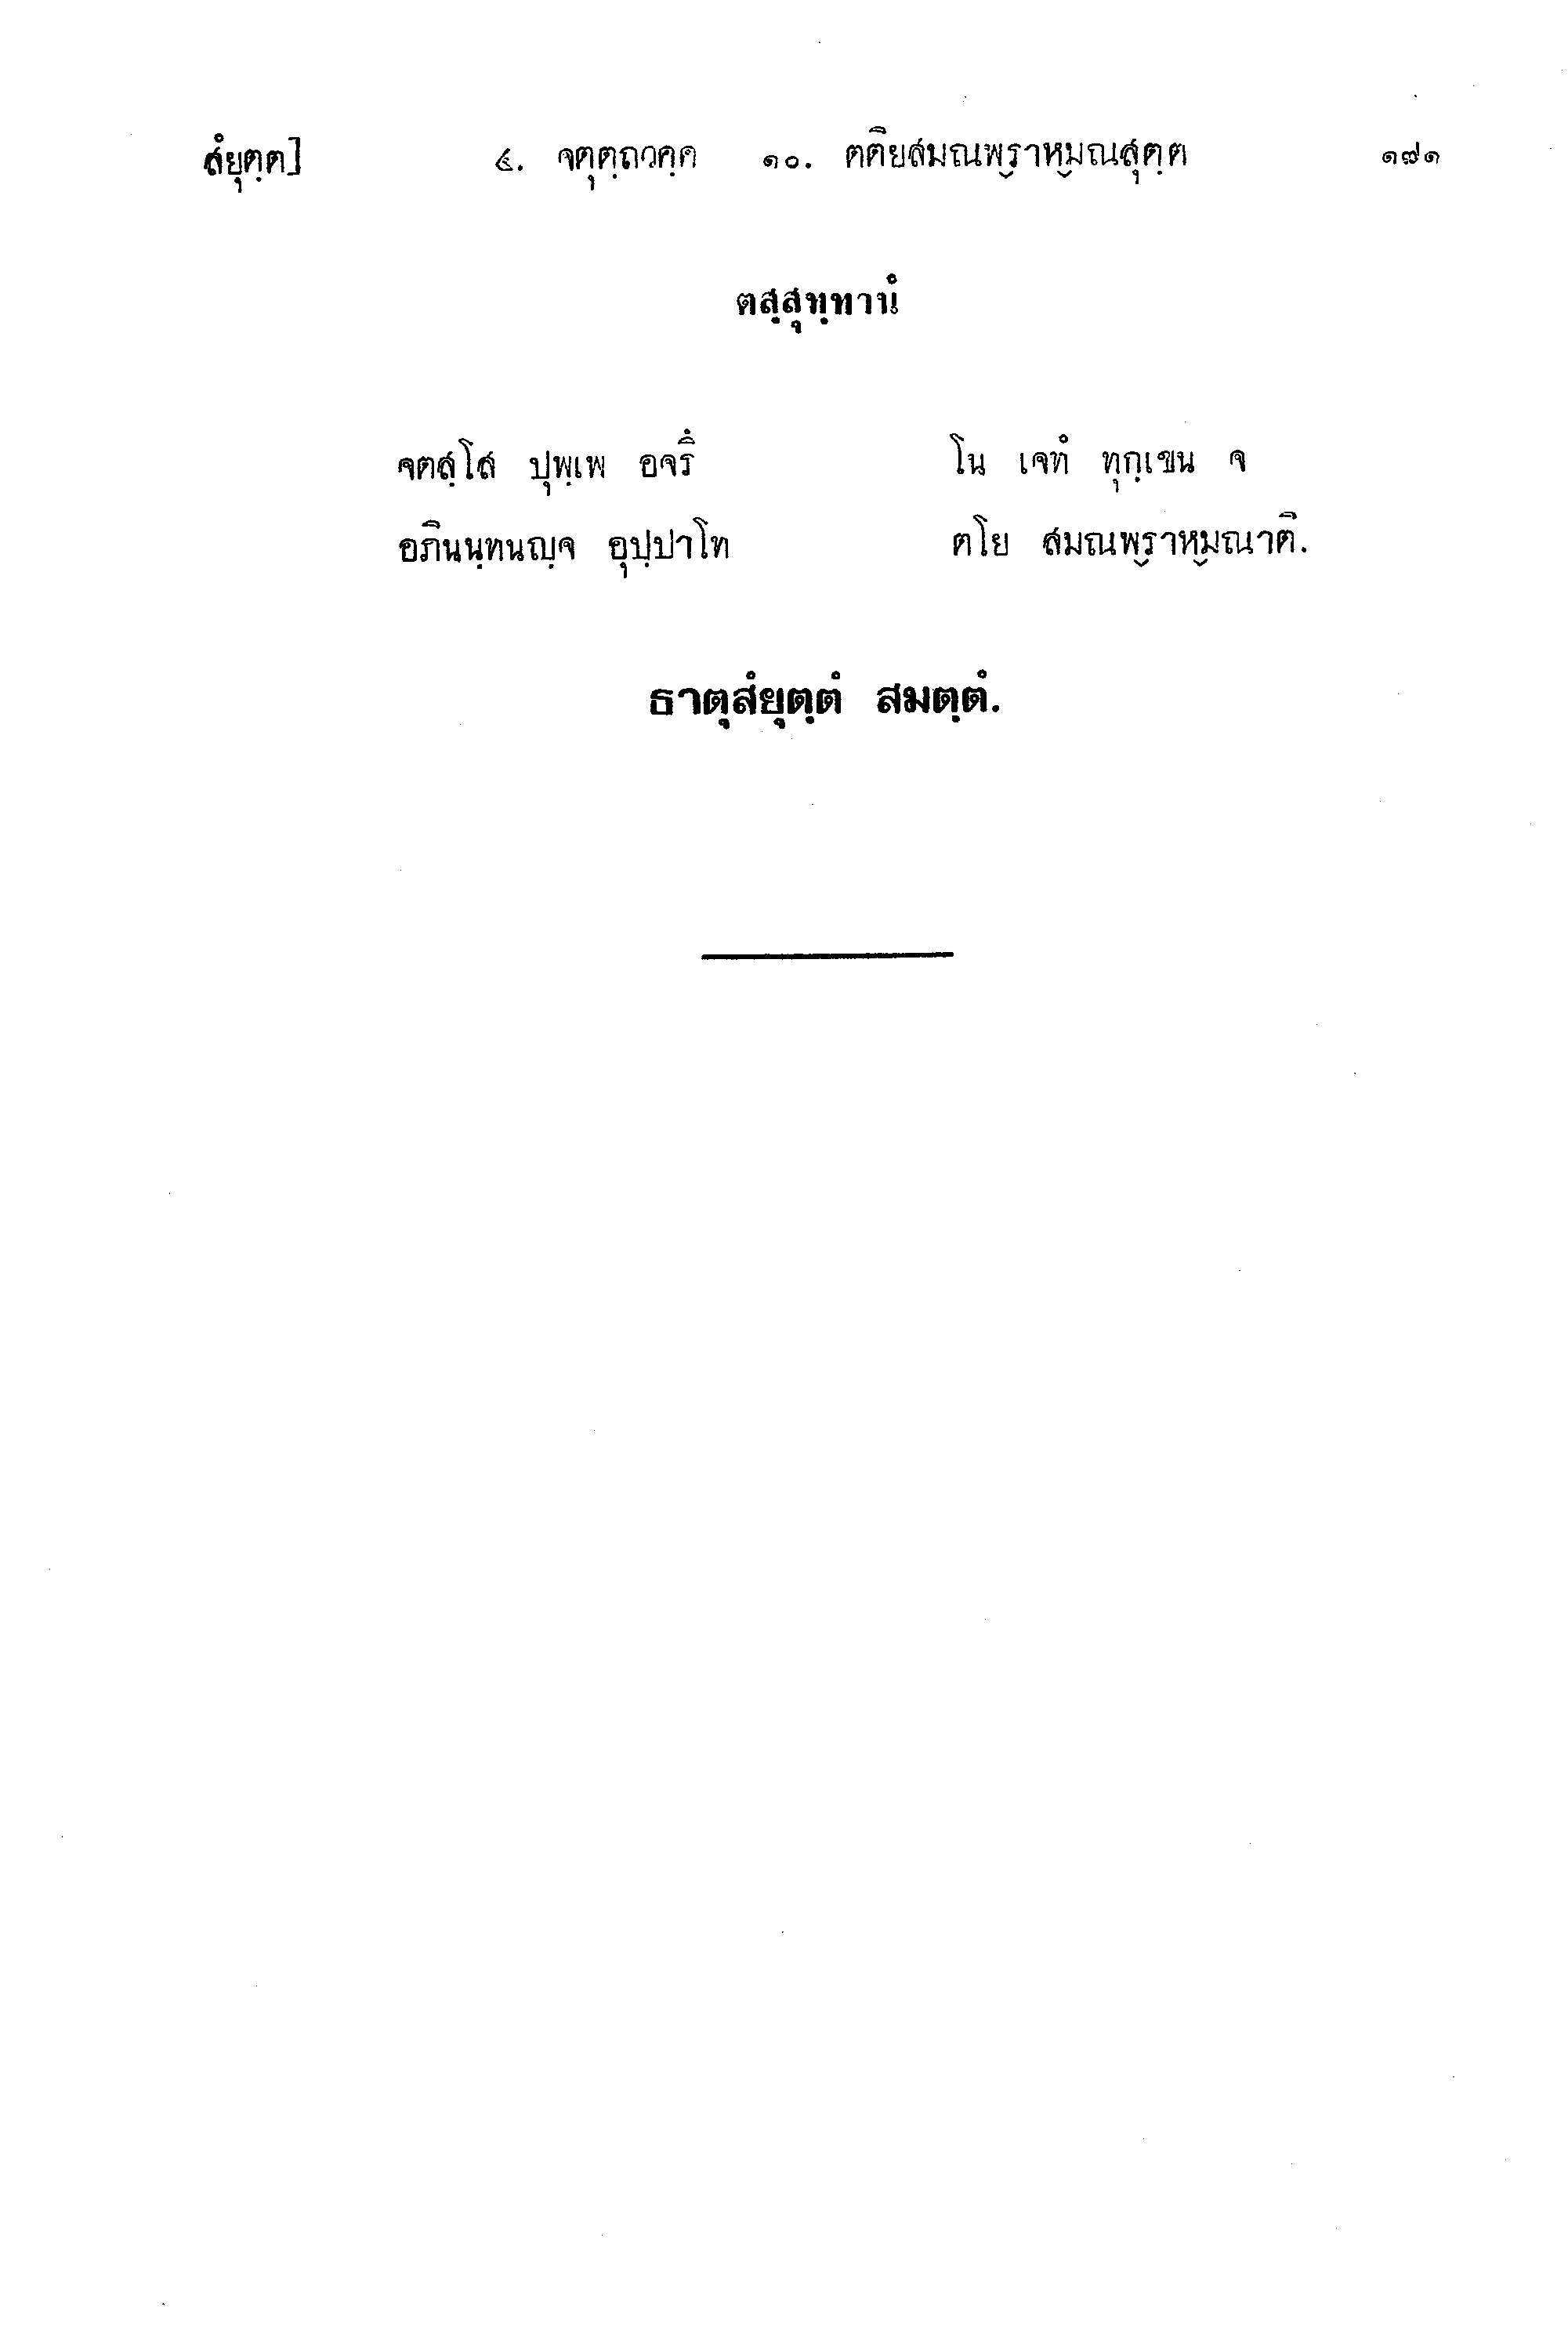 สํยุตฺต] ๔. จตุตฺถวคฺค ๑๐. ตติยสมณพฺราหฺมณสุตฺต ๑๗๑
ตสฺสุทฺทานํ
จตสฺโส ปุพฺเพ อจรึ โน เจทํ ทุกฺเขน จ
อภินนฺทนญฺจ อุปฺปาโท ตโย สมณพฺราหฺมณาติ.
ธาตุสํยุตฺตํ สมตฺตํ.